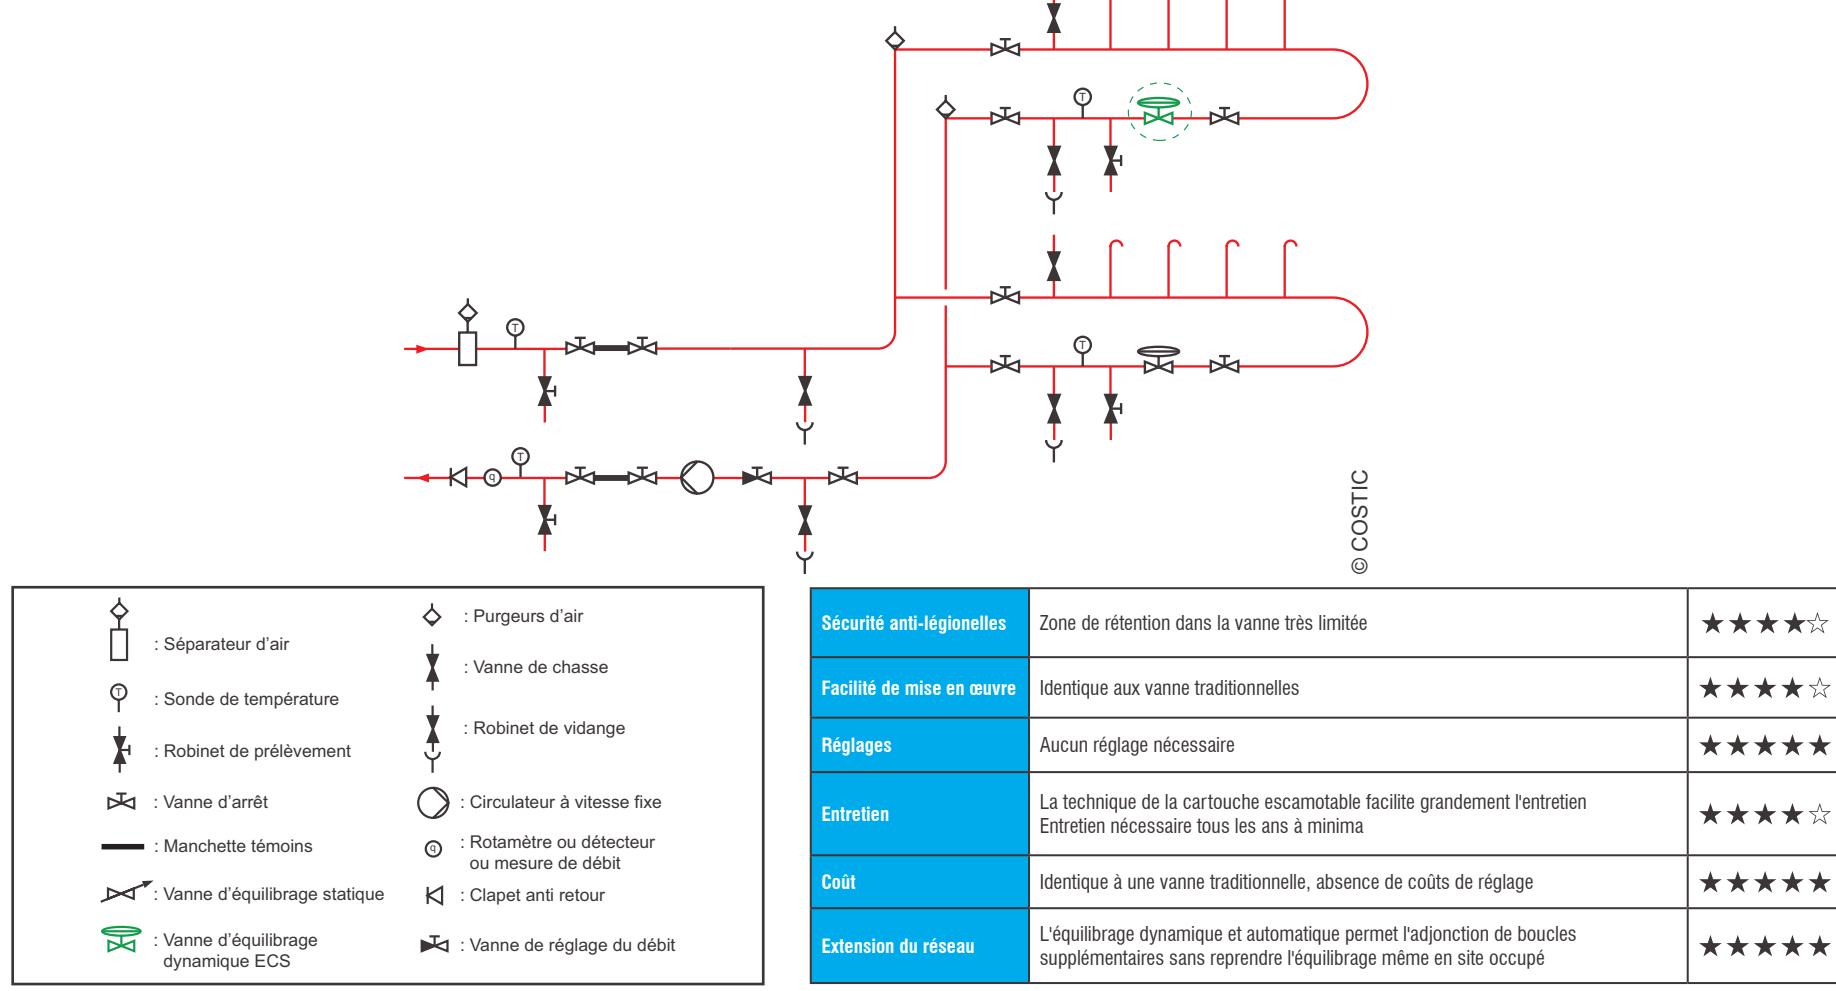 T
T
T
T
q
© COSTIC
: Séparateur d'air
T
: Sonde de température
: Robinet de prélèvement
: Vanne d'arrêt
: Manchette témoins
: Vanne d'équilibrage statique
: Vanne d'équilibrage
dynamique ECS
: Purgeurs d'air
: Vanne de chasse
: Robinet de vidange
: Circulateur à vitesse fixe
q
: Rotamètre ou détecteur
ou mesure de débit
: Clapet anti retour
: Vanne de réglage du débit
Sécurité anti-légionelles
Zone de rétention dans la vanne très limitée
Facilité de mise en œuvre
Identique aux vanne traditionnelles
Réglages
Aucun réglage nécessaire
Entretien
La technique de la cartouche escamotable facilite grandement l'entretien
Entretien nécessaire tous les ans à minima
Coût
Identique à une vanne traditionnelle, absence de coûts de réglage
Extension du réseau
L'équilibrage dynamique et automatique permet l'adjonction de boucles
supplémentaires sans reprendre l'équilibrage même en site occupé